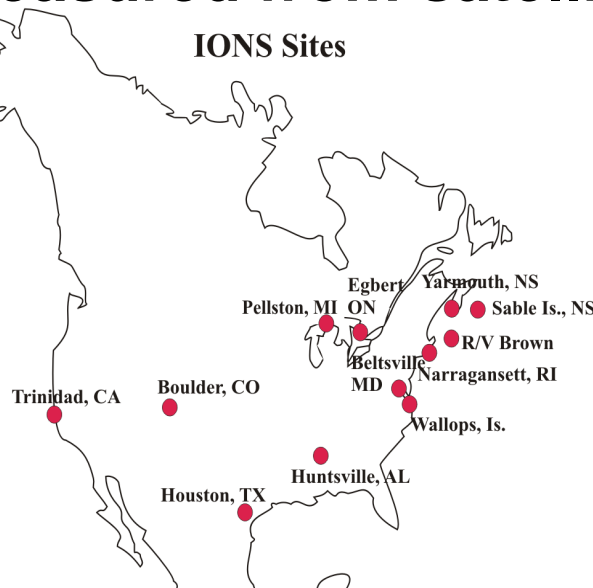 IONS Sites
Egbert
ON
Yarmouth, NS
Pellston, MI
Sable Is., NS
R/V Brown
Beltsville
MD
Narragansett, RI
Trinidad, CA
Boulder, CO
Wallops, Is.
Huntsville, AL
Houston, TX